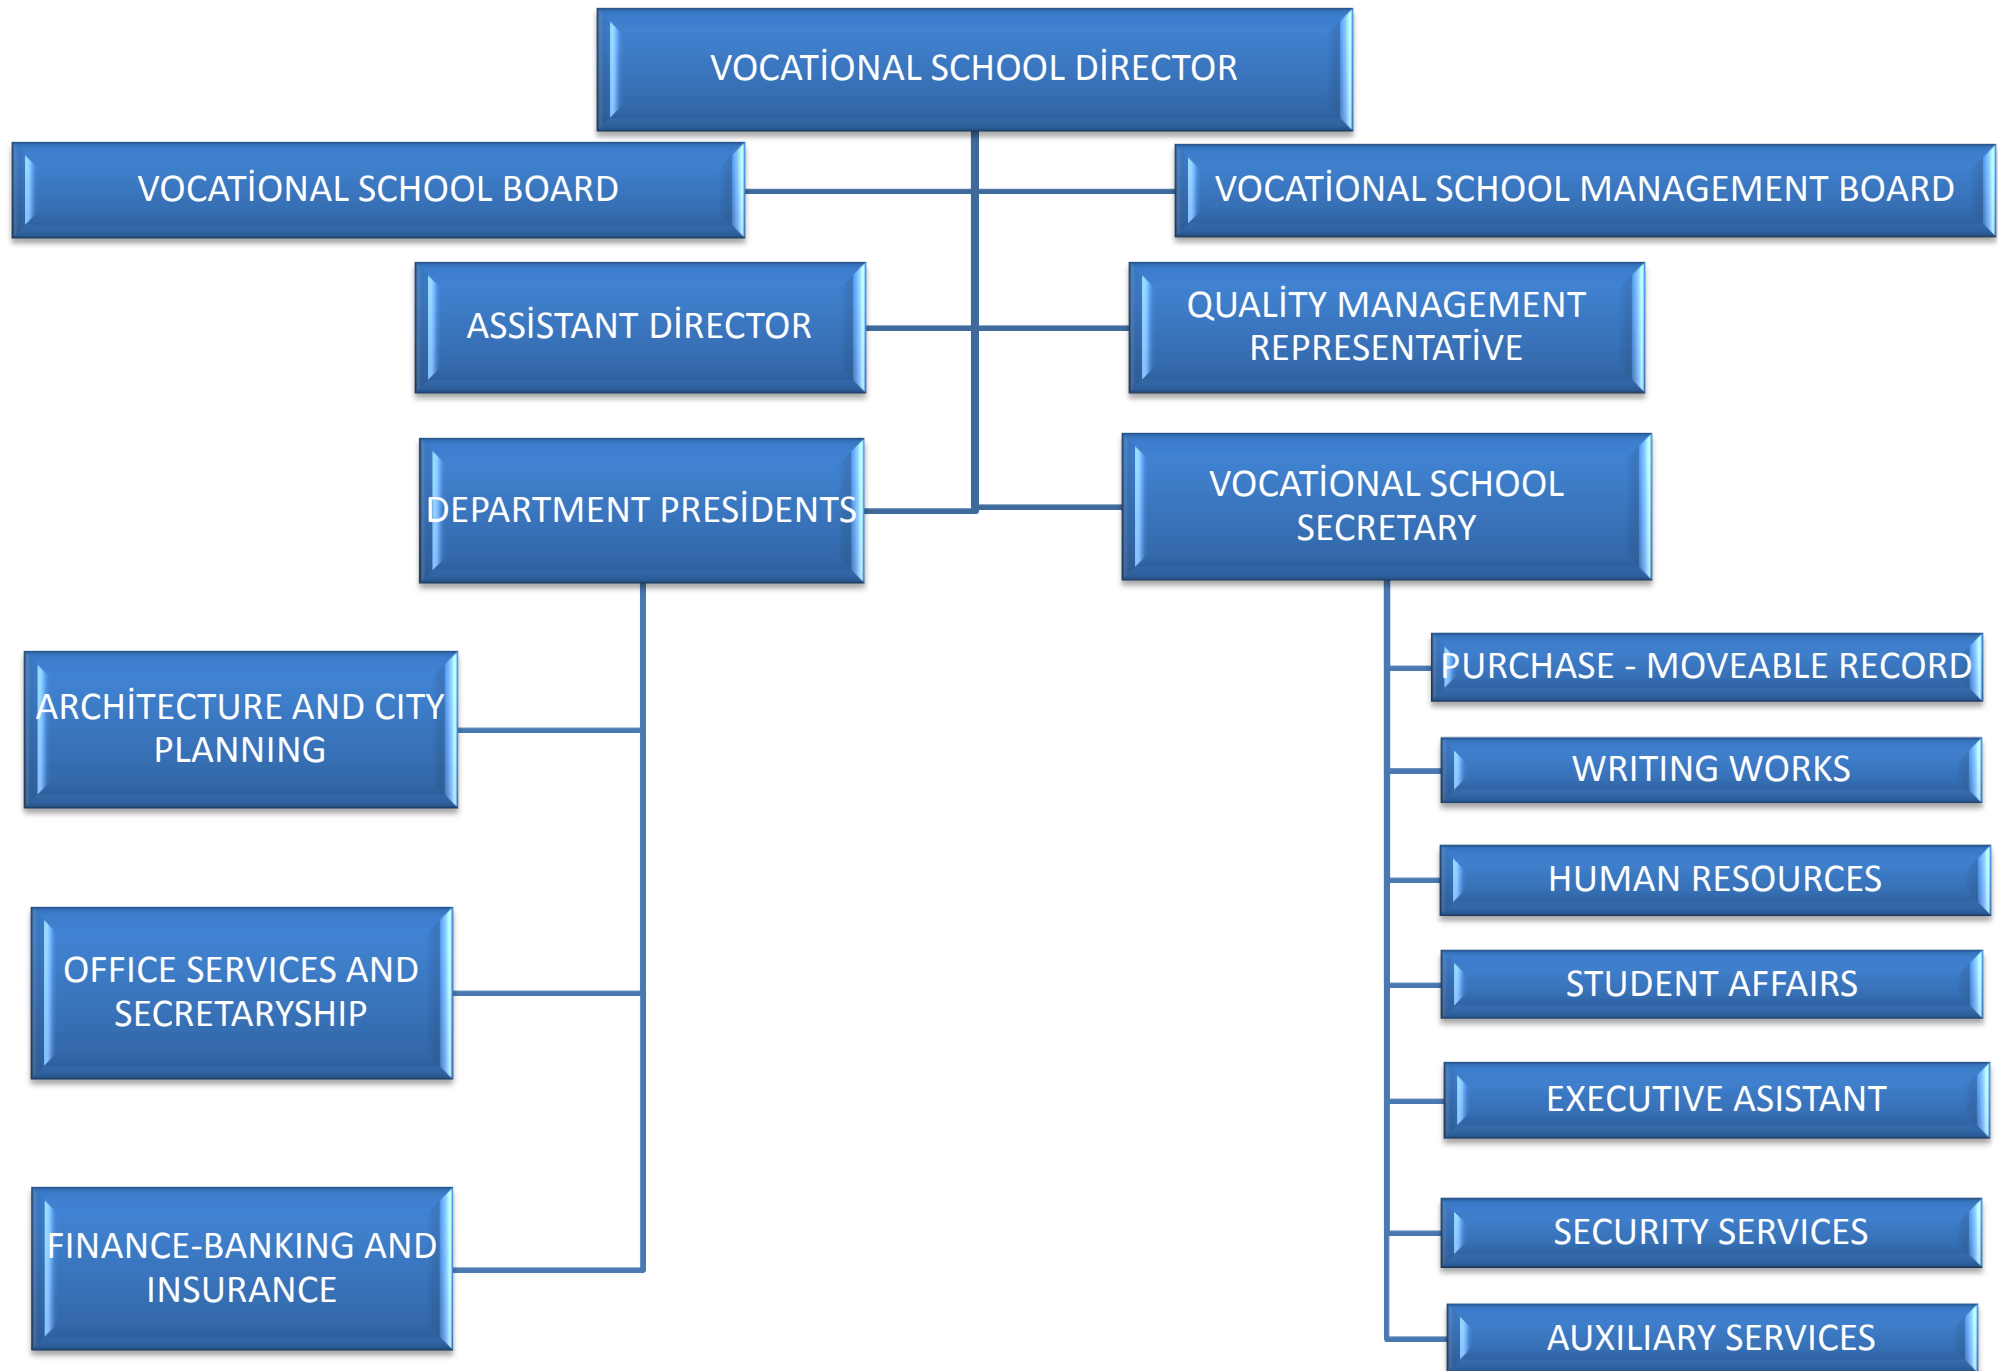 VOCATİONAL SCHOOL DİRECTOR
VOCATİONAL SCHOOL BOARD
VOCATİONAL SCHOOL MANAGEMENT BOARD
ASSİSTANT DİRECTOR
QUALİTY MANAGEMENT
REPRESENTATİVE
DEPARTMENT PRESİDENTS
VOCATİONAL SCHOOL
SECRETARY
ARCHİTECTURE AND CITY
PLANNING
OFFICE SERVICES AND
SECRETARYSHIP
FINANCE-BANKING AND
INSURANCE
PURCHASE - MOVEABLE RECORD
WRITING WORKS
HUMAN RESOURCES
STUDENT AFFAIRS
EXECUTIVE ASISTANT
SECURITY SERVICES
AUXILIARY SERVICES